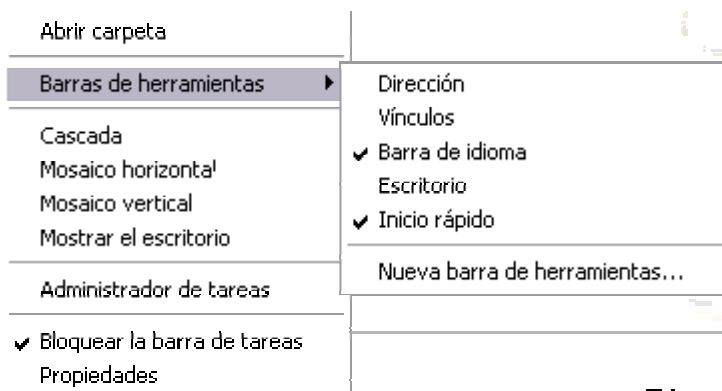 Abrir carpeta
Barras de herramientas
Cascada
Mosaico horizontal
Mosaico vertical
Mostrar el escritorio
Administrador de tareas
Bloquear la barra de tareas
Propiedades
Dirección
Vínculos
Barra de idioma
Escritorio
Inicio rápido
Nueva barra de herramientas...